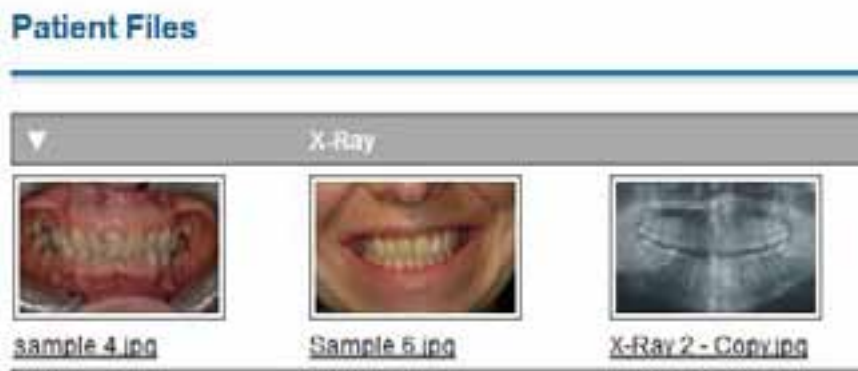 Patient Files
X-Ray
sample 4.jpg
Sample 6.jpg
X-Ray 2 - Copy.jpg